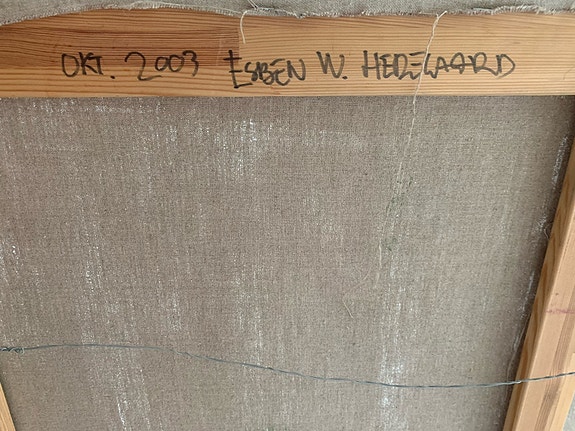 OKT. 2003 ESBEN W. HEDEGAARD